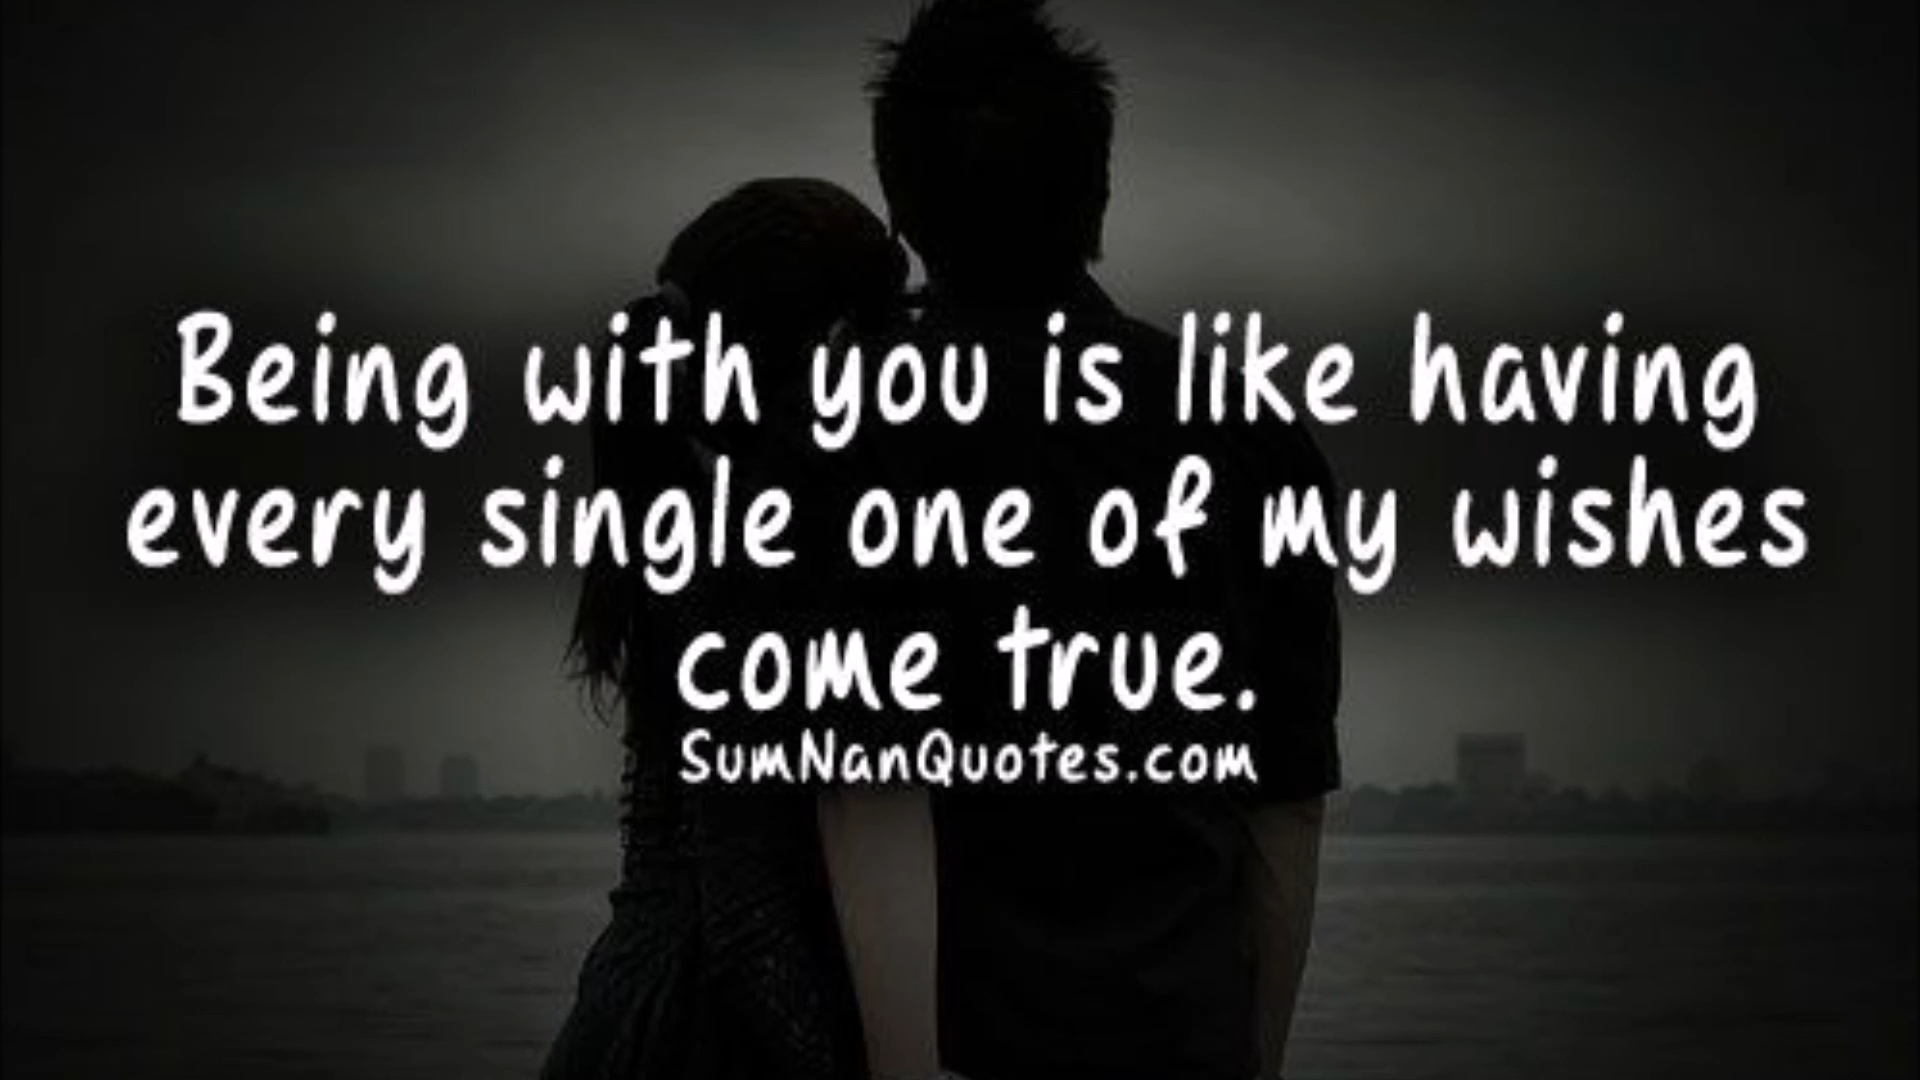 Being with you is like having
every single one of my wishes
come true.
SumNanQuotes.com